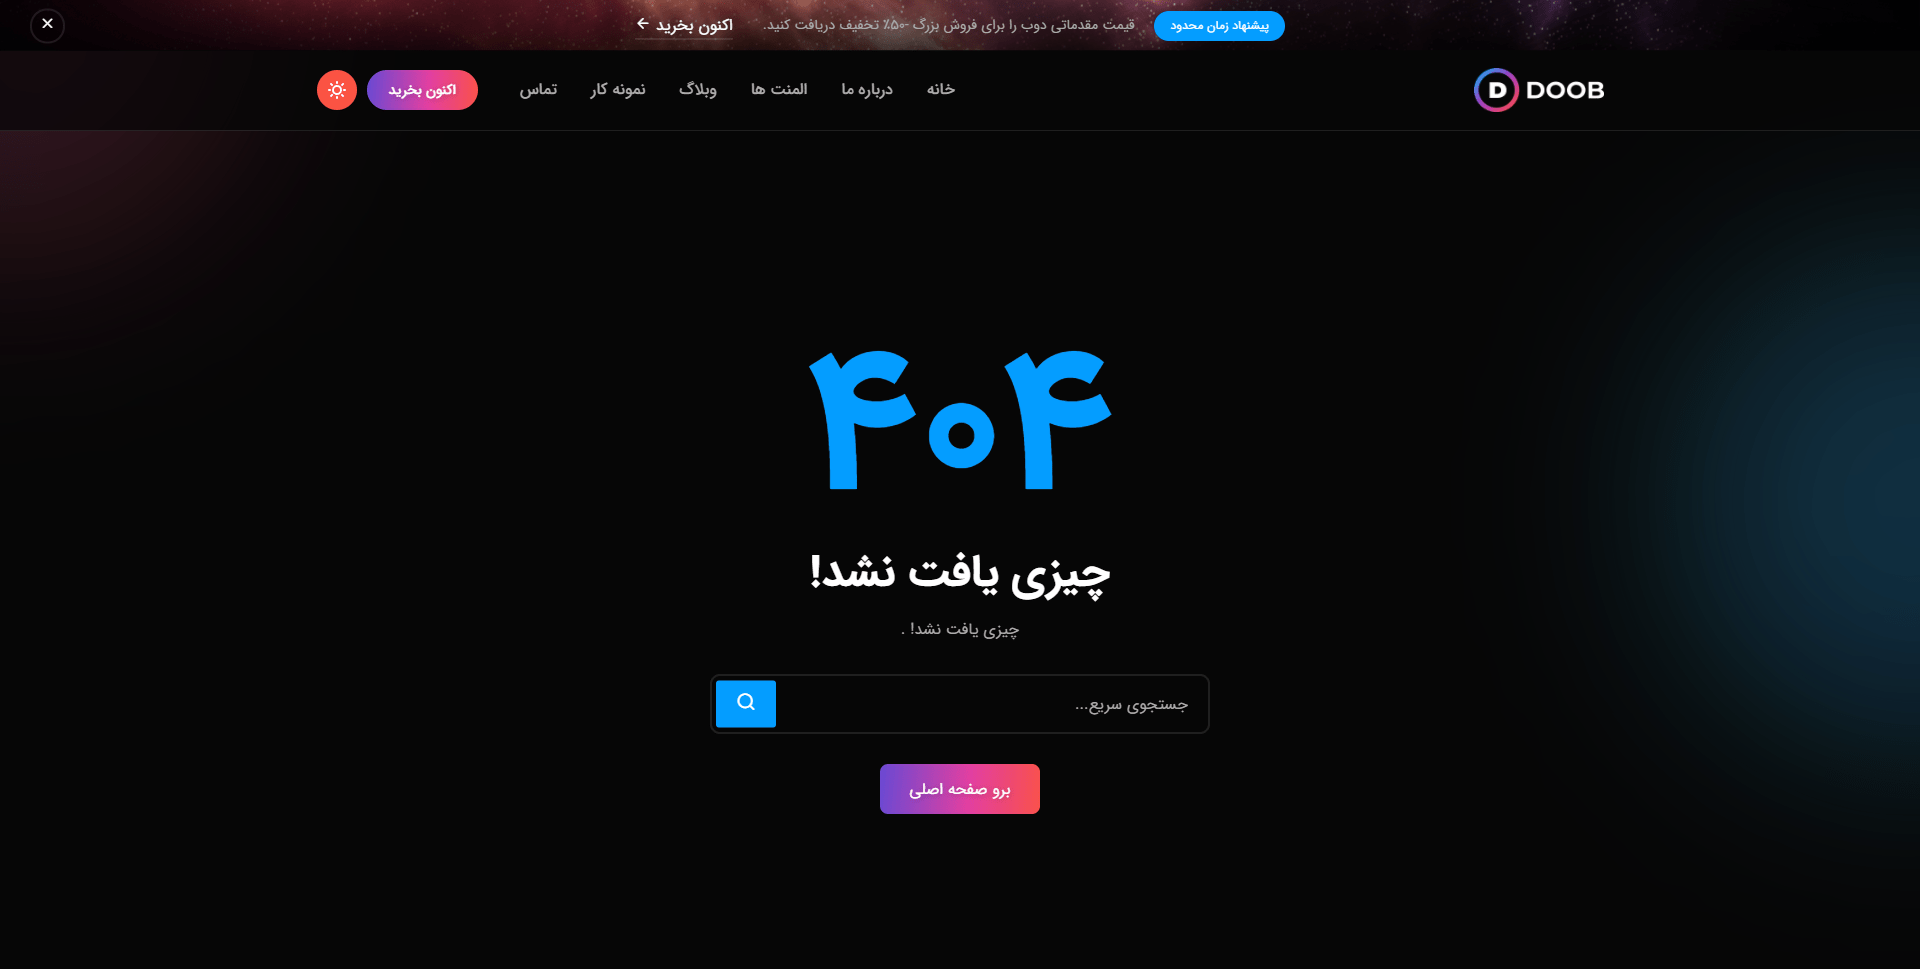 پیشنهاد زمان محدود
قیمت مقدماتی دوب را برای فروش بزرگ -۵۰٪ تخفیف دریافت کنید.
اکنون بخرید
DOOB
خانه
درباره ما
المنت ها
وبلاگ
نمونه کار
تماس
اکنون بخرید
۴۰۴
چیزی یافت نشد!
چیزی یافت نشد! .
جستجوی سریع...
برو صفحه اصلی